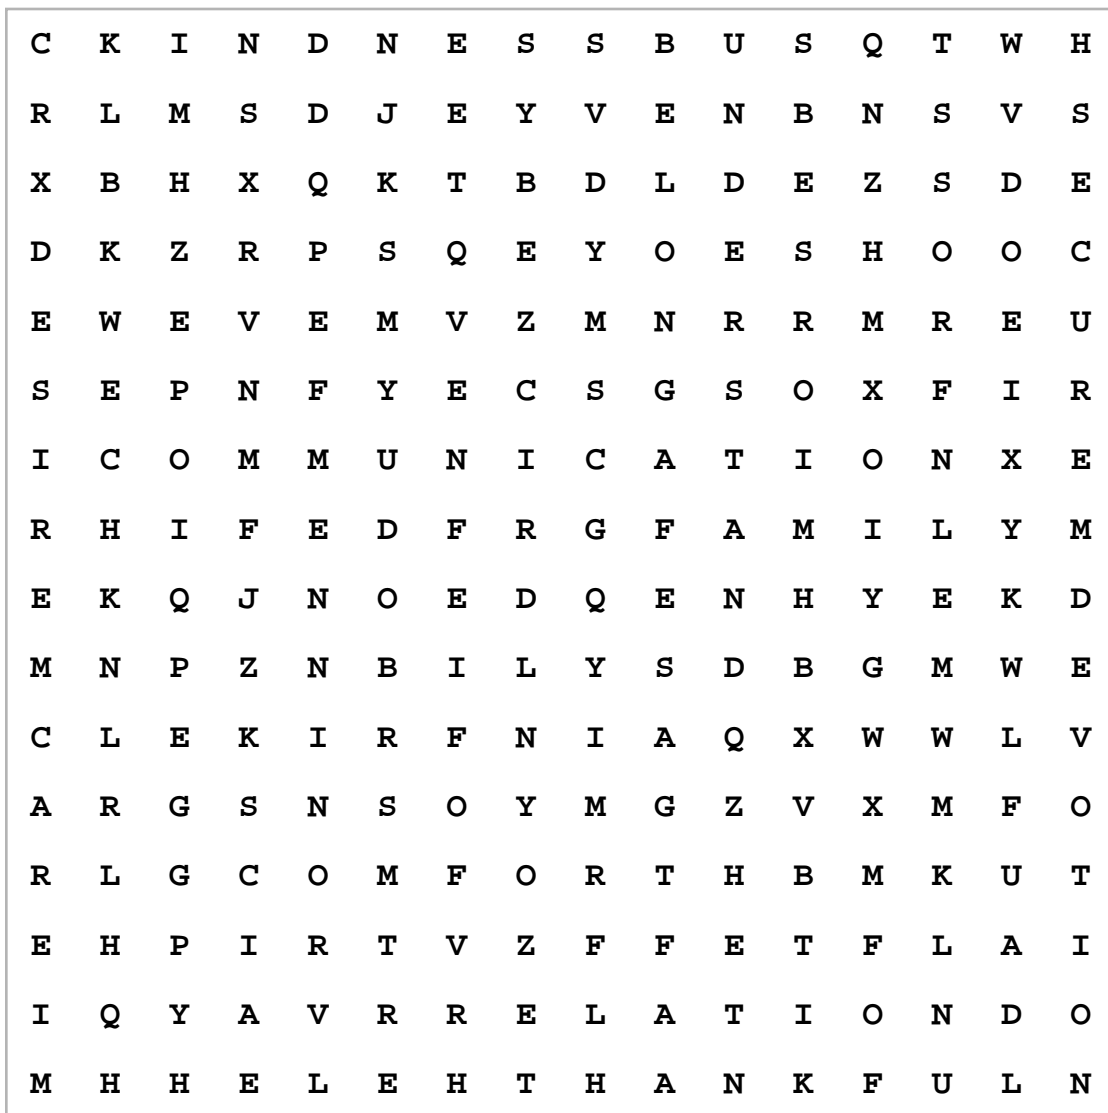 C K I N D N E S S B U S Q T W H
R L M S D J E Y V E N B N S V S
X B H X Q K T B D L D E Z S D E
D K Z R P S Q E Y O E S H O O C
E W E V E M V Z M N R R M R E U
S E P N F Y E C S G S O X F I R
I C O M M U N I C A T I O N X E
R H I F E D F R G F A M I L Y M
E K Q J N O E D Q E N H Y E K D
M N P Z N B I L Y S D B G M W E
C L E K I R F N I A Q X W W L V
A R G S N S O Y M G Z V X M F O
R L G C O M F O R T H B M K U T
E H P I R T V Z F F E T F L A I
I Q Y A V R R E L A T I O N D O
M H H E L E H T H A N K F U L N